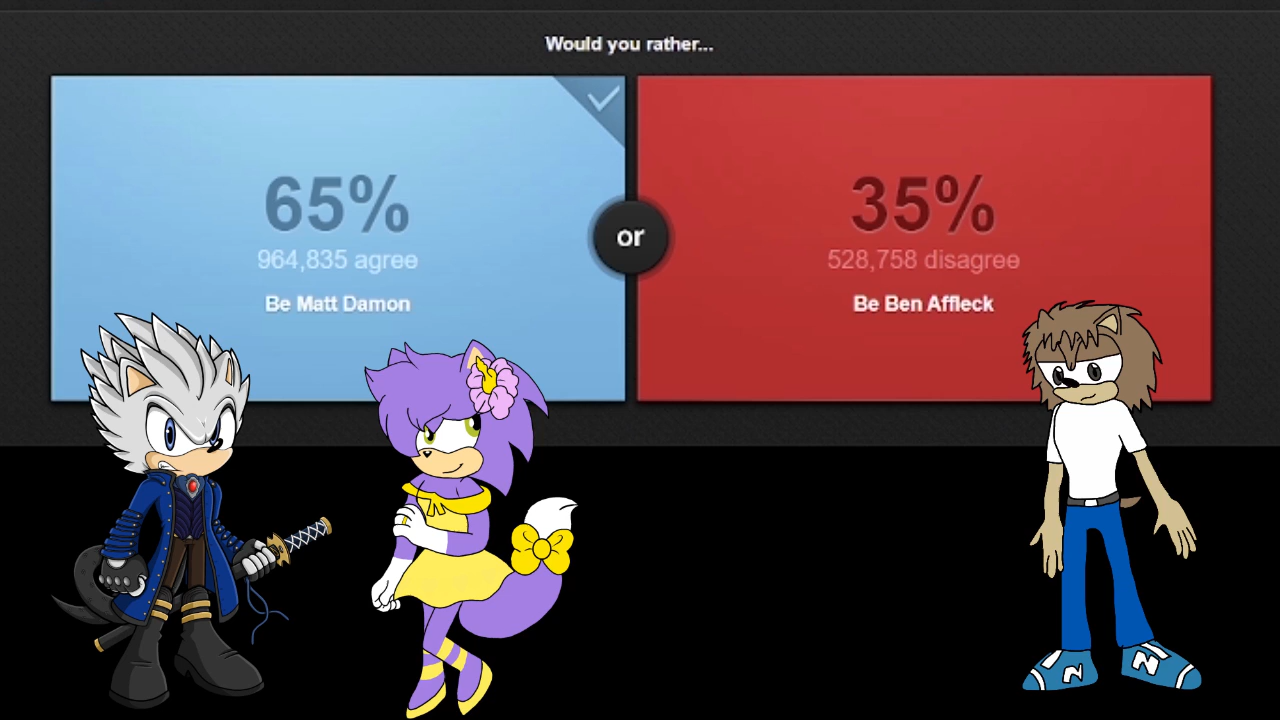 Would you rather...
65%
964,835 agree
Be Matt Damon
or
35%
528,758 disagree
Be Ben Affleck
N
N